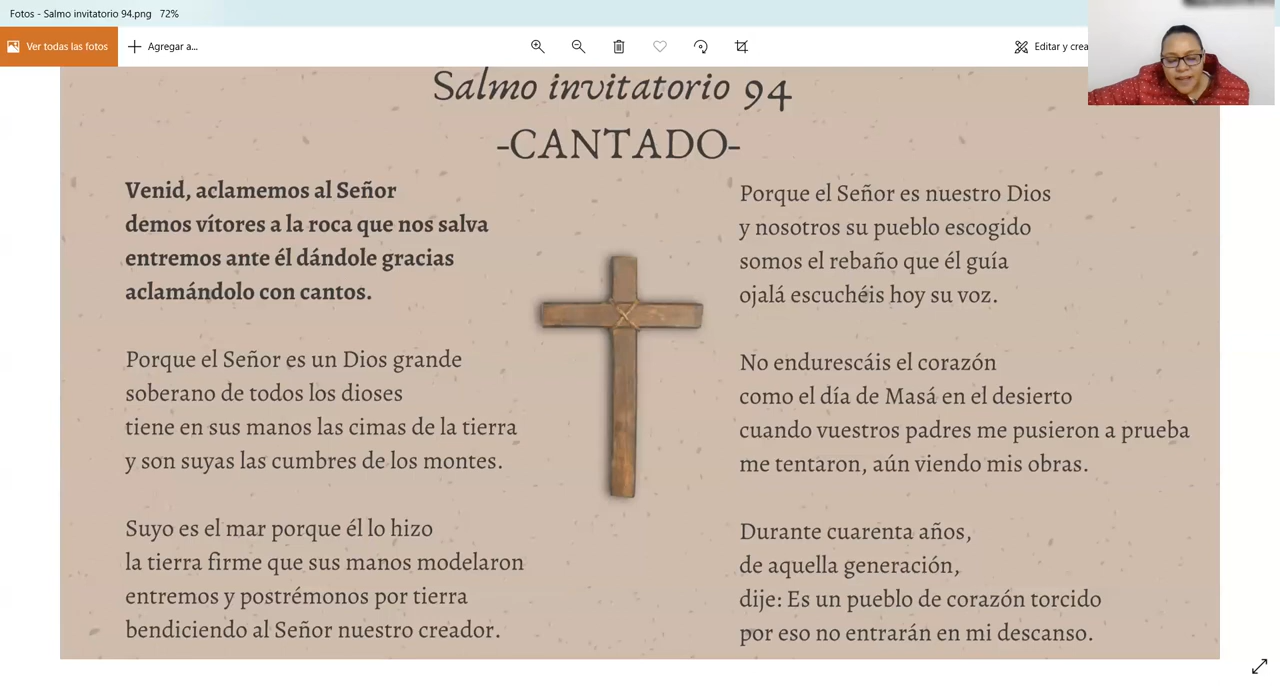 Fotos - Salmo invitatorio 94.png   72%
Ver todas las fotos
Agregar a...
Editar y crea
Salmo invitatorio 94
-CANTADO-
Venid, aclamemos al Señor
demos vítores a la roca que nos salva
entremos ante él dándole gracias
aclamándolo con cantos.
Porque el Señor es un Dios grande
soberano de todos los dioses
tiene en sus manos las cimas de la tierra
y son suyas las cumbres de los montes.
Suyo es el mar porque él lo hizo
la tierra firme que sus manos modelaron
entremos y postrémonos por tierra
bendiciendo al Señor nuestro creador.
Porque el Señor es nuestro Dios
y nosotros su pueblo escogido
somos el rebaño que él guía
ojalá escuchéis hoy su voz.
No endurescáis el corazón
como el día de Masá en el desierto
cuando vuestros padres me pusieron a prueba
me tentaron, aún viendo mis obras.
Durante cuarenta años,
de aquella generación,
dije: Es un pueblo de corazón torcido
por eso no entrarán en mi descanso.